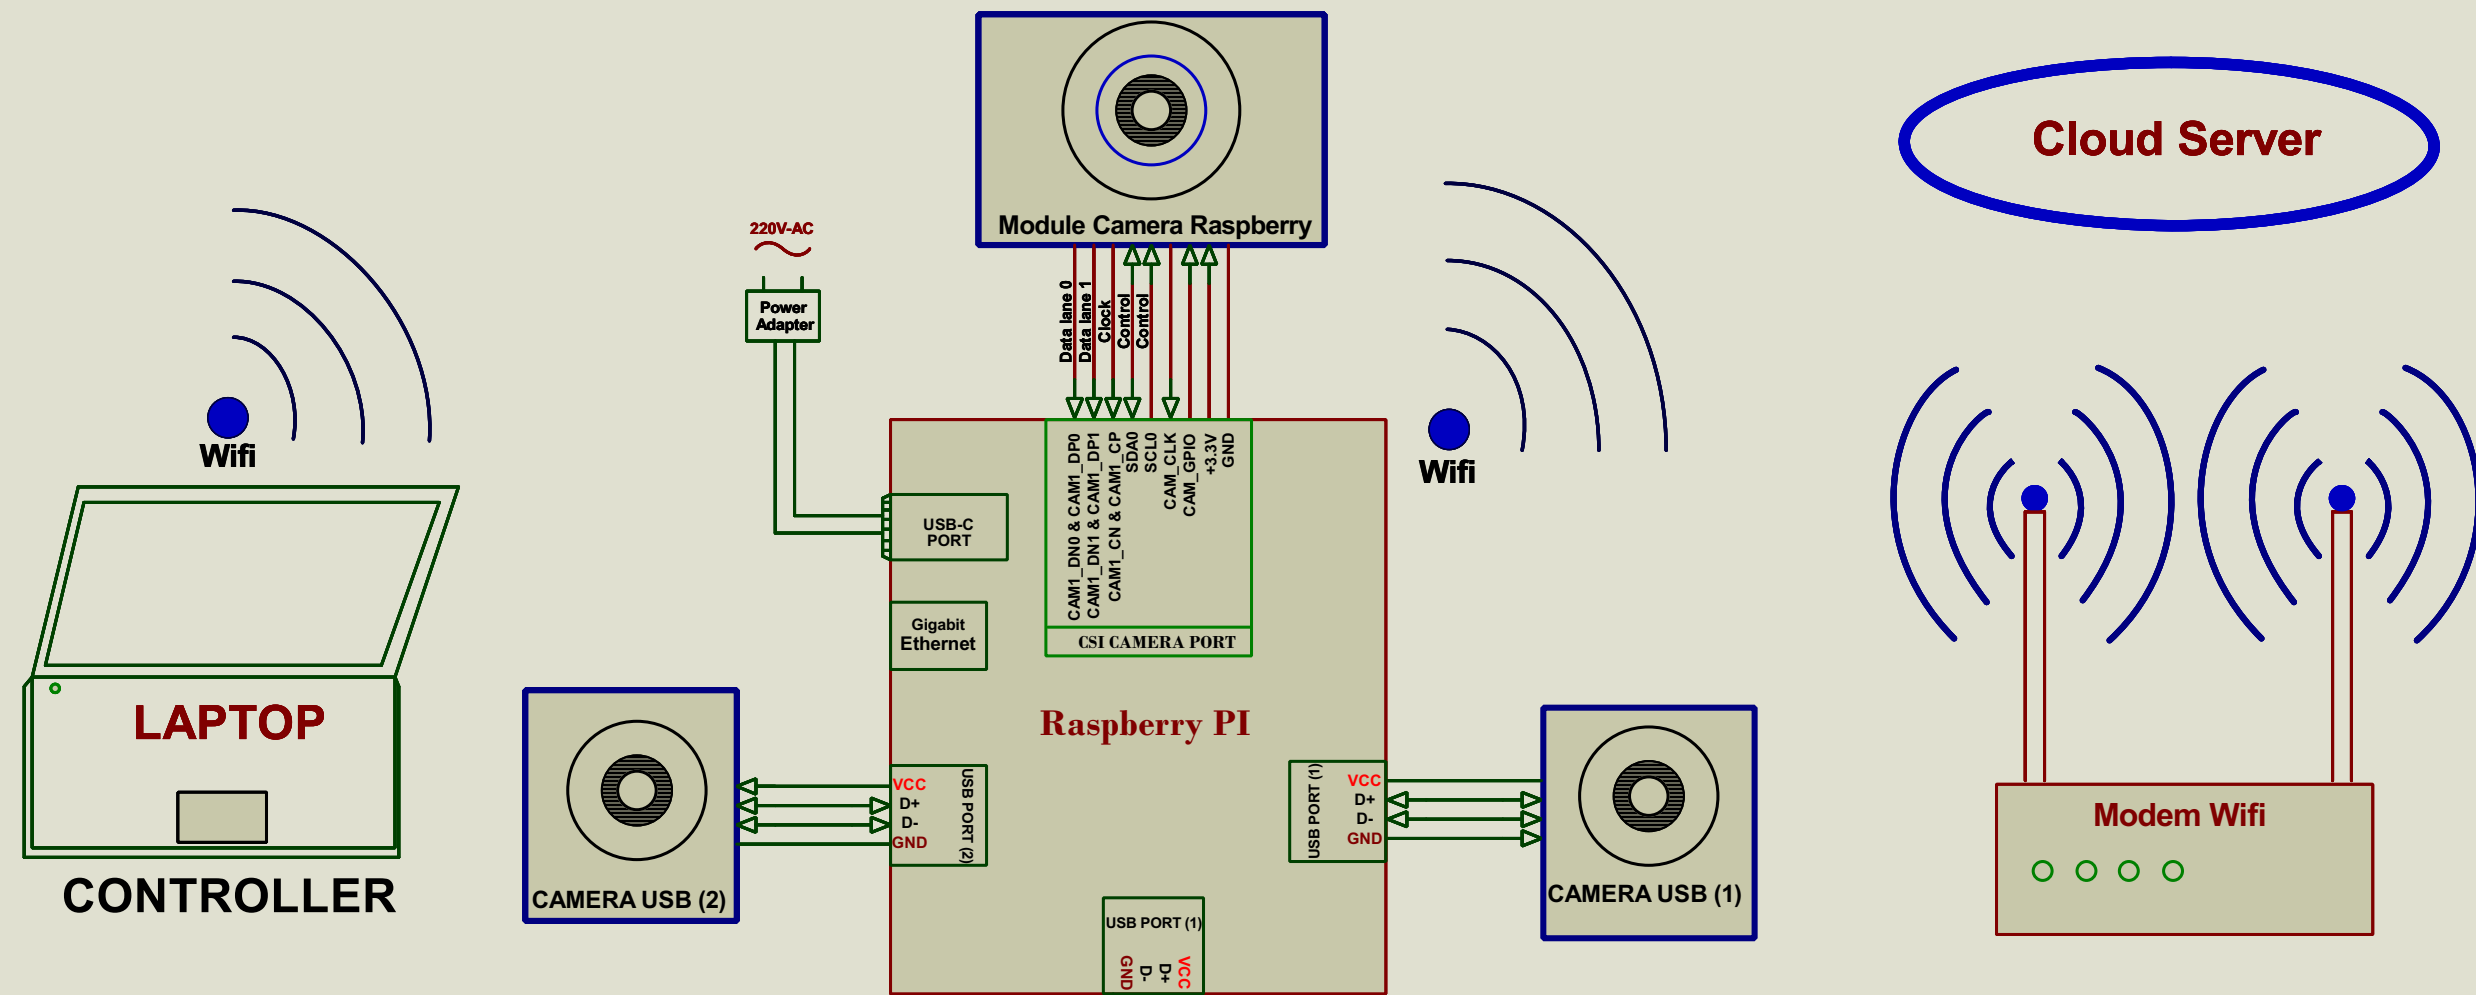 Cloud Server
Module Camera Raspberry
220V-AC
Power
Adapter
Data lane 0
Data lane 1
Clock
Control
Control
Wifi
Wifi
CAM1_DN0 & CAM1_DP0
CAM1_DN1 & CAM1_DP1
CAM1_CN & CAM1_CP
SDA0
SCL0
CAM_CLK
CAM_GPIO
+3.3V
GND
CSI CAMERA PORT
USB-C
PORT
Gigabit
Ethernet
Raspberry PI
LAPTOP
CONTROLLER
CAMERA USB (2)
VCC
D+
D-
GND
USB PORT (2)
USB PORT (1)
VCC
D+
D-
GND
CAMERA USB (1)
USB PORT (1)
GND
D-
D+
VCC
Modem Wifi